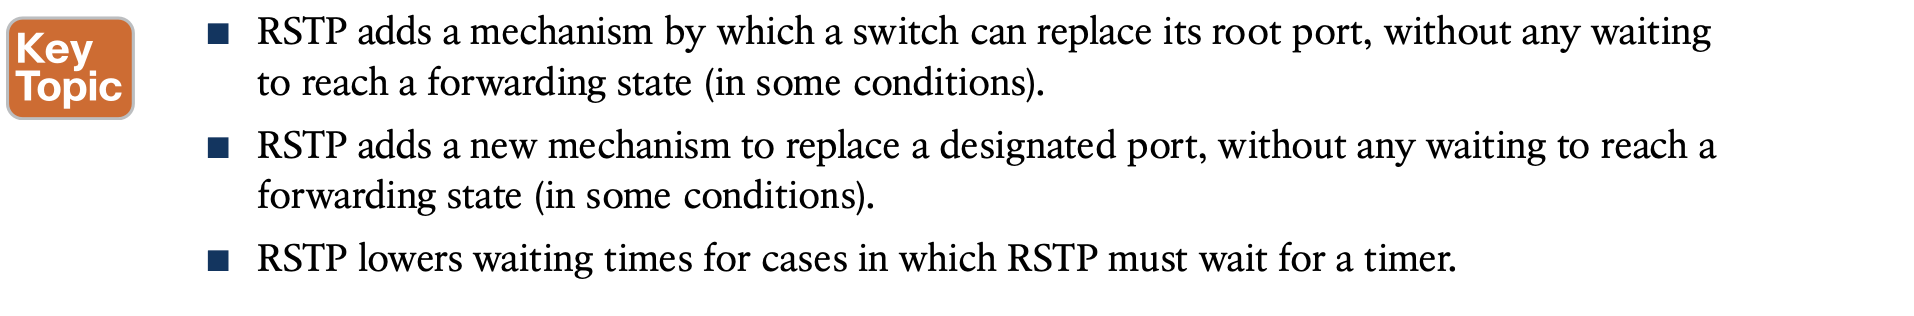 Key
Topic
■ RSTP adds a mechanism by which a switch can replace its root port, without any waiting
to reach a forwarding state (in some conditions).
■ RSTP adds a new mechanism to replace a designated port, without any waiting to reach a
forwarding state (in some conditions).
■ RSTP lowers waiting times for cases in which RSTP must wait for a timer.